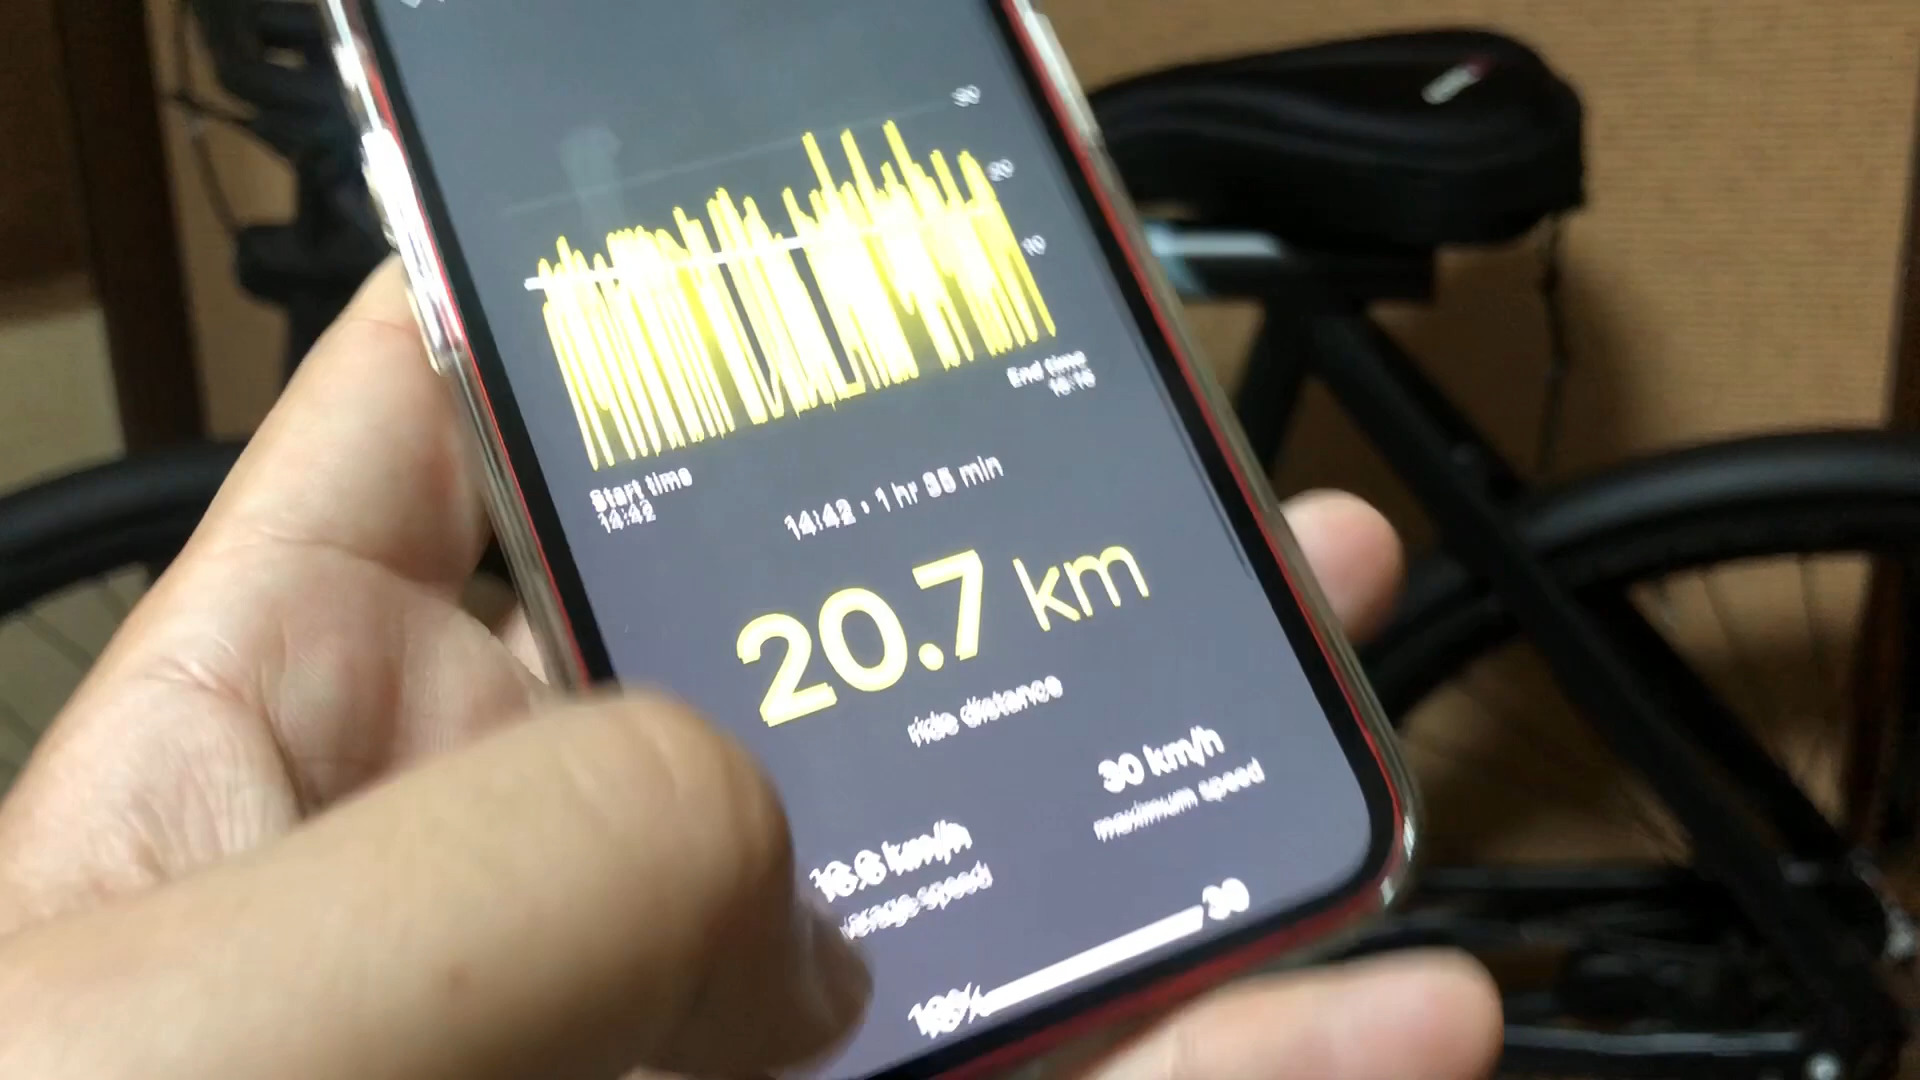 30
20
10
End time
Start time
14:42
14:42 • 1 hr 35 min
20.7 km
ride distance
30 km/h
maximum speed
verage speed
30